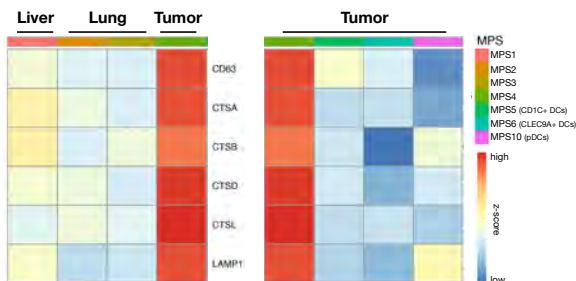 Liver Lung Tumor Tumor
MPS
MPS1
MPS2
MPS3
MPS4
MPS5 (CD1C+ DCs)
MPS6 (CLEC9A+ DCs)
MPS10 (pDCs)
CD63
CTSA
CTSB
CTSD
CTSL
LAMP1
high
z-score
low